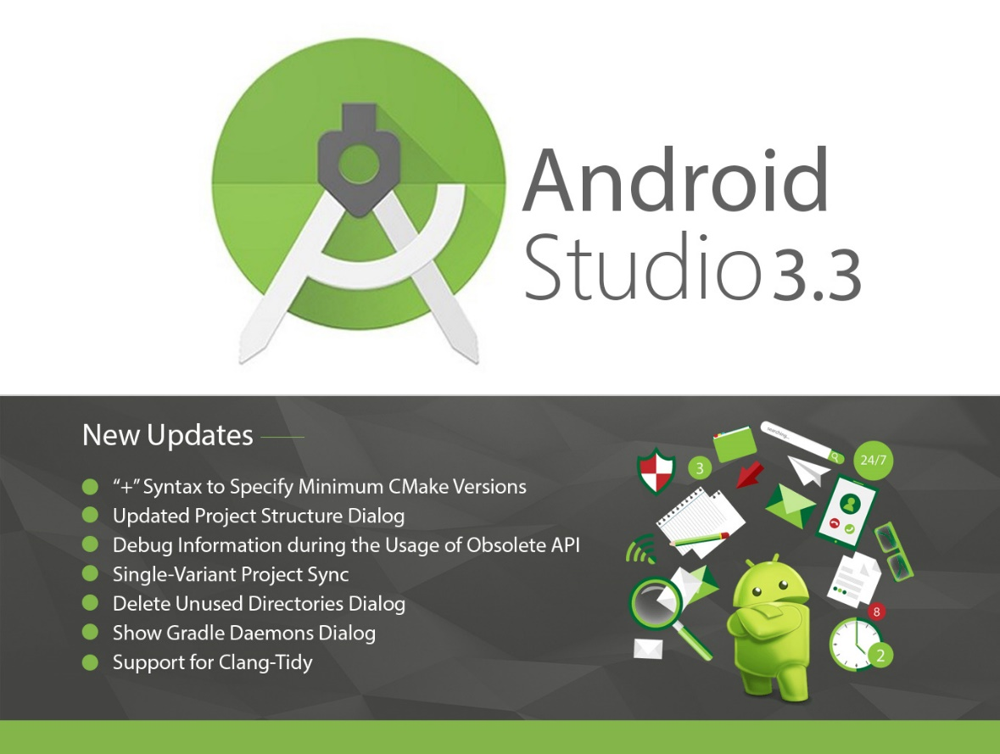 Android
Studio 3.3
New Updates
“+” Syntax to Specify Minimum CMake Versions
Updated Project Structure Dialog
Debug Information during the Usage of Obsolete API
Single-Variant Project Sync
Delete Unused Directories Dialog
Show Gradle Daemons Dialog
Support for Clang-Tidy
searching...
3
24/7
8
2